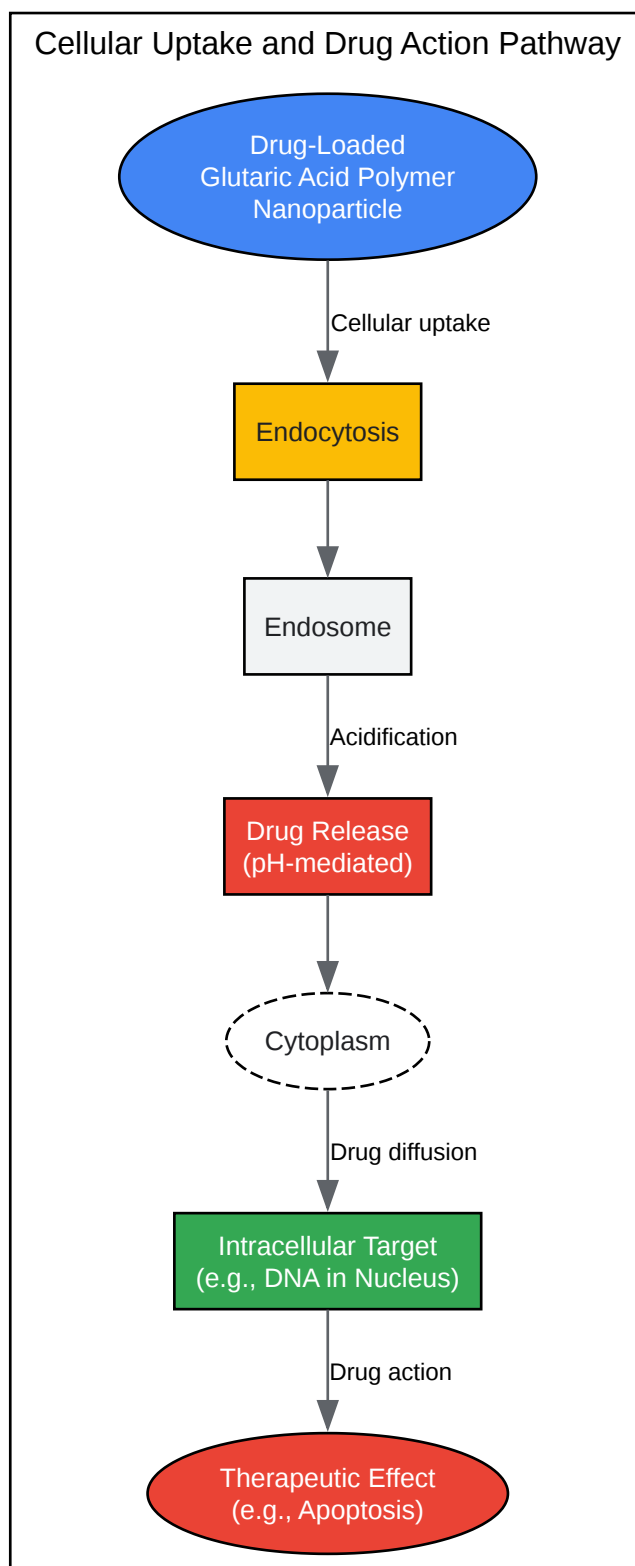 Cellular Uptake and Drug Action Pathway
Drug-Loaded
Glutaric Acid Polymer
Nanoparticle
Cellular uptake
Endocytosis
Endosome
Acidification
Drug Release
(pH-mediated)
Cytoplasm
Drug diffusion
Intracellular Target
(e.g., DNA in Nucleus)
Drug action
Therapeutic Effect
(e.g., Apoptosis)